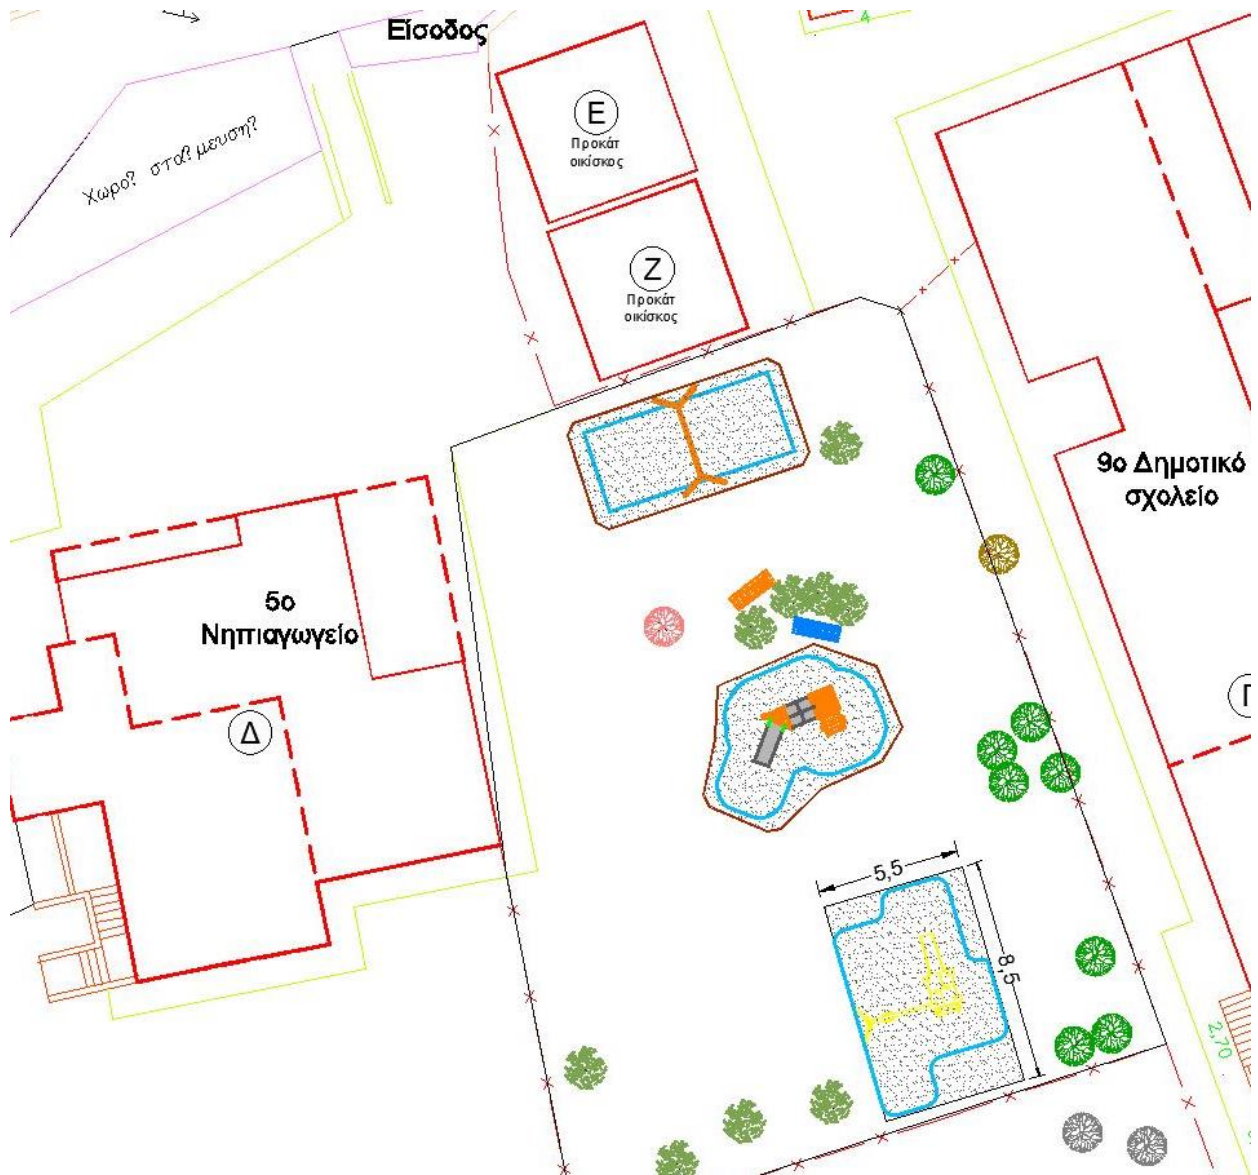 Είσοδος
4
Ε
Προκάτ
οικίσκος
Χωρο? στα? μευση?
Ζ
Προκάτ
οικίσκος
9ο Δημοτικό
σχολείο
5ο
Νηπιαγωγείο
Δ
5,5
8,5
2,70